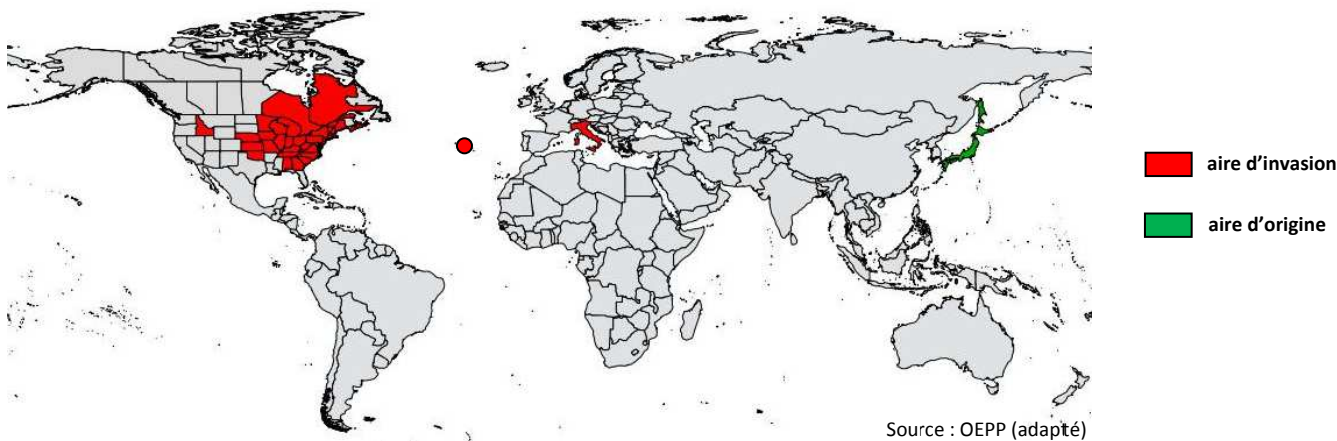 aire d’invasion
aire d’origine
Source : OEPP (adapté)